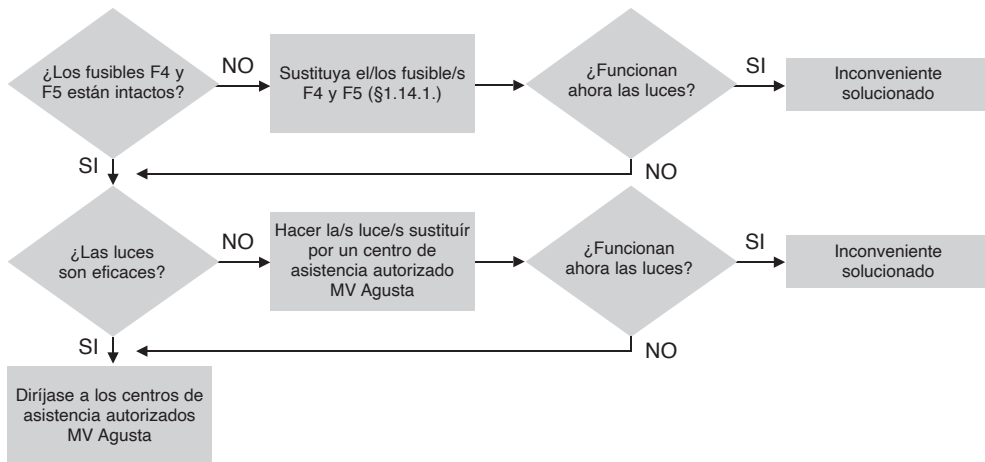 ¿Los fusibles F4 y
F5 están intactos?
NO
Sustituya el/los fusible/s
F4 y F5 (§1.14.1.)
¿Funcionan
ahora las luces?
SI
Inconveniente
solucionado
SI
NO
¿Las luces
son eficaces?
NO
Hacer la/s luce/s sustituír
por un centro de
asistencia autorizado
MV Agusta
¿Funcionan
ahora las luces?
SI
Inconveniente
solucionado
SI
NO
Diríjase a los centros de
asistencia autorizados
MV Agusta